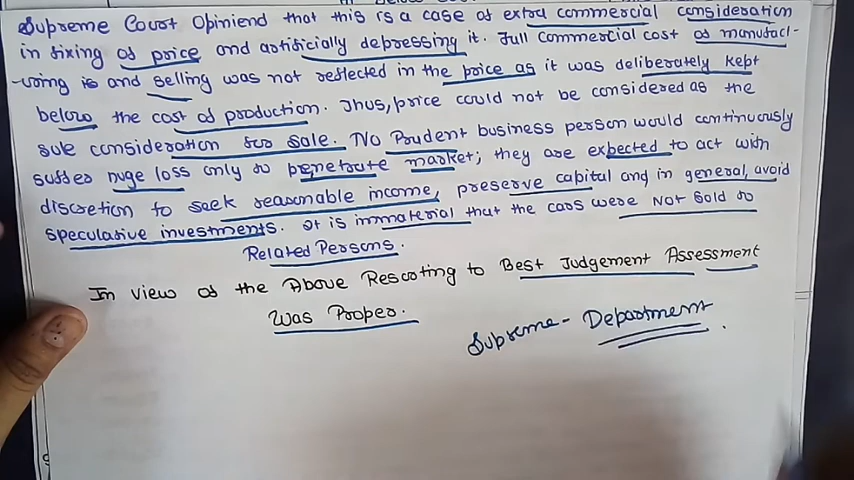 Supreme Court Opiniend that this is a case of extra commercial consideration
in fixing of price and artificially depressing it. Full commercial cost of manufact-
-uring is and selling was not reflected in the price as it was deliberately kept
below the cost of production. Thus, price could not be considered as the
sole consideration for sale. No Prudent business person would continuously
suffer huge loss only to penetrate market; they are expected to act with
discretion to seek reasonable income, preserve capital and in general, avoid
speculative investments. It is immaterial that the cars were Not Sold to
Related Persons.
In view of the Above Resorting to Best Judgement Assessment
Was Proper.
Supreme - Department.